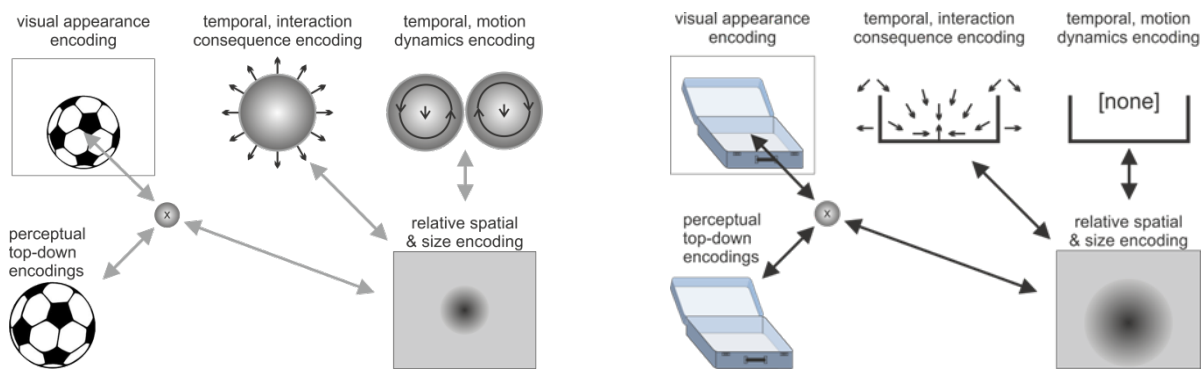 visual appearance
encoding
temporal, interaction
consequence encoding
temporal, motion
dynamics encoding
x
perceptual
top-down
encodings
relative spatial
& size encoding
visual appearance
encoding
temporal, interaction
consequence encoding
temporal, motion
dynamics encoding
[none]
x
perceptual
top-down
encodings
relative spatial
& size encoding